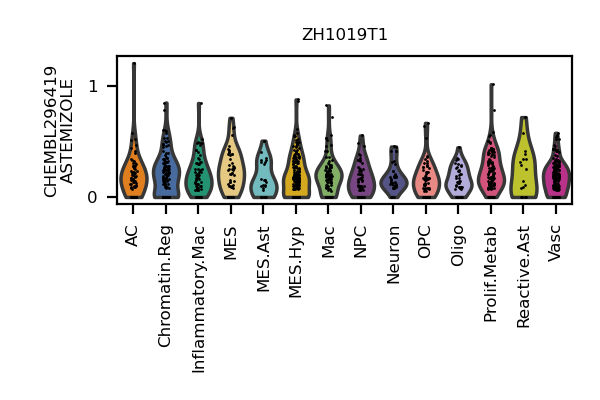 ZH1019T1
CHEMBL296419
ASTEMIZOLE
1
0
AC
Chromatin.Reg
Inflammatory.Mac
MES
MES.Ast
MES.Hyp
Mac
NPC
Neuron
OPC
Oligo
Prolif.Metab
Reactive.Ast
Vasc